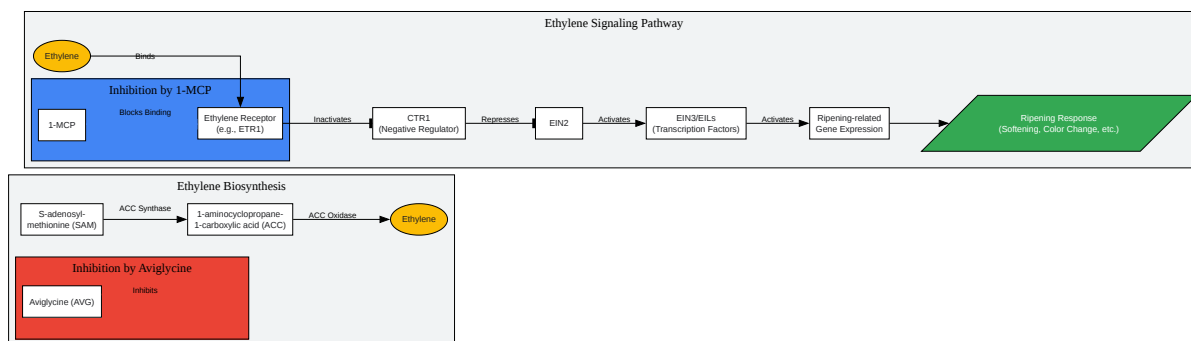 Ethylene Signaling Pathway
Ethylene
Binds
Inhibition by 1-MCP
1-MCP
Blocks Binding
Ethylene Receptor
(e.g., ETR1)
Inactivates
CTR1
(Negative Regulator)
Represses
EIN2
Activates
EIN3/EILs
(Transcription Factors)
Activates
Ripening-related
Gene Expression
Ripening Response
(Softening, Color Change, etc.)
Ethylene Biosynthesis
S-adenosyl-
methionine (SAM)
ACC Synthase
1-aminocyclopropane-
1-carboxylic acid (ACC)
ACC Oxidase
Ethylene
Inhibition by Aviglycine
Inhibits
Aviglycine (AVG)